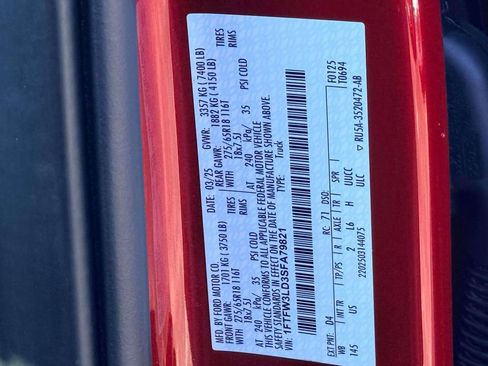 MFD. BY FORD MOTOR CO.
DATE: 03/25 GVWR: 3357 KG ( 7400 LB)
FRONT GAWR: 1701 KG ( 3750 LB) REAR GAWR: 1882 KG ( 4150 LB)
WITH 275/65R18 116T TIRES WITH 275/65R18 116T TIRES
18x7.5J RIMS 18x7.5J RIMS
AT 240 kPa/ 35 PSI COLD AT 240 kPa/ 35 PSI COLD
THIS VEHICLE CONFORMS TO ALL APPLICABLE FEDERAL MOTOR VEHICLE
SAFETY STANDARDS IN EFFECT ON THE DATE OF MANUFACTURE SHOWN ABOVE.
VIN: 1FTFW3LD3SFA79821 TYPE: Truck
F0125
T0694
EXT PNT: D4 RC: 71 DSO:
WB INT TR TP/PS R AXLE TR SPR
145 US 2 L6 H UUCC
2202503144075 ULC
▽ RU5A-3520472-AB